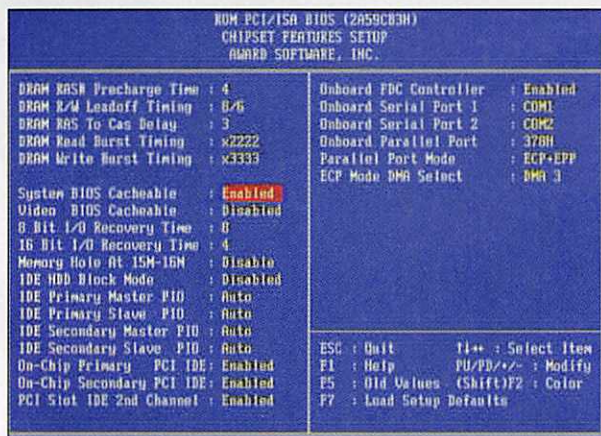 ROM PCI/ISA BIOS (2A59CB3H)
CHIPSET FEATURES SETUP
AWARD SOFTWARE, INC.
DRAM RAS# Precharge Time : 4
DRAM R/W Leadoff Timing : 8/6
DRAM RAS To Cas Delay : 3
DRAM Read Burst Timing : x2222
DRAM Write Burst Timing : x3333
System BIOS Cacheable : Enabled
Video BIOS Cacheable : Disabled
8 Bit I/O Recovery Time : 8
16 Bit I/O Recovery Time : 4
Memory Hole At 15M-16M : Disable
IDE HDD Block Mode : Disabled
IDE Primary Master PIO : Auto
IDE Primary Slave PIO : Auto
IDE Secondary Master PIO : Auto
IDE Secondary Slave PIO : Auto
On-Chip Primary PCI IDE: Enabled
On-Chip Secondary PCI IDE: Enabled
PCI Slot IDE 2nd Channel : Enabled
Onboard FDC Controller : Enabled
Onboard Serial Port 1 : COM1
Onboard Serial Port 2 : COM2
Onboard Parallel Port : 378H
Parallel Port Mode : ECP+EPP
ECP Mode DMA Select : DMA 3
ESC : Quit ↑↓→← : Select Item
F1 : Help PU/PD/+/- : Modify
F5 : Old Values (Shift)F2 : Color
F7 : Load Setup Defaults